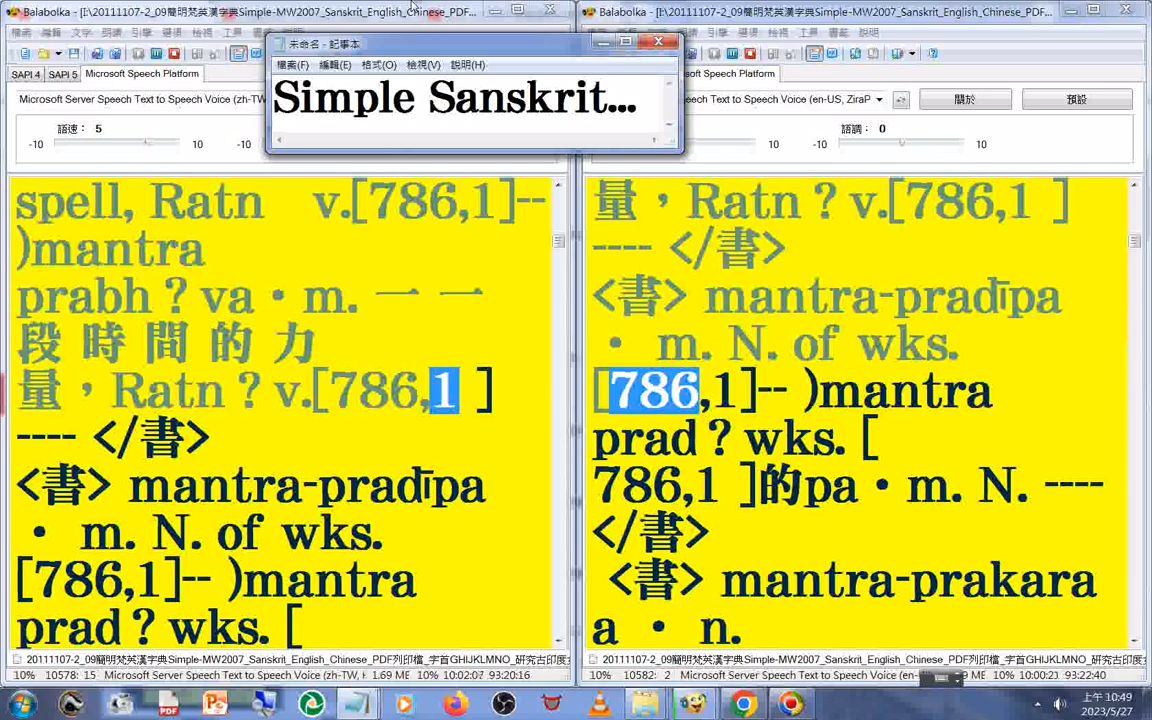 Balabolka - [I:\20111107-2_09簡明梵英漢字典Simple-MW2007_Sanskrit_English_Chinese_PDF...
Balabolka - [I:\20111107-2_09簡明梵英漢字典Simple-MW2007_Sanskrit_English_Chinese_PDF...
未命名 - 記事本
檔案(F) 編輯(E) 格式(O) 檢視(V) 說明(H)
Simple Sanskrit...
SAPI 4 SAPI 5 Microsoft Speech Platform
Speech Platform
Microsoft Server Speech Text to Speech Voice (zh-TW,
ech Text to Speech Voice (en-US, ZiraP
關於
預設
語速： 5
語調： 0
-10 10 -10
10 -10 10
spell, Ratn v.[786,1]--
)mantra
prabh？va·m. 一 一
段 時 間 的 力
量，Ratn？v.[786,1 ]
---- </書>
<書> mantra-pradīpa
· m. N. of wks.
[786,1]-- )mantra
prad？wks. [
量，Ratn？v.[786,1 ]
---- </書>
<書> mantra-pradīpa
· m. N. of wks.
[786,1]-- )mantra
prad？wks. [
786,1 ]的pa·m. N. ----
</書>
<書> mantra-prakara
a · n.
20111107-2_09簡明梵英漢字典Simple-MW2007_Sanskrit_English_Chinese_PDF列印檔_字首GHIJKLMNO_研究古印度
10% 10578: 15 Microsoft Server Speech Text to Speech Voice (zh-TW, 1.69 MB 10% 10:02:07 93:20:16
20111107-2_09簡明梵英漢字典Simple-MW2007_Sanskrit_English_Chinese_PDF列印檔_字首GHIJKLMNO_研究古印度
10% 10582: 2 Microsoft Server Speech Text to Speech Voice (en-US, 10% 10:00:21 93:22:40
上午 10:49
2023/5/27